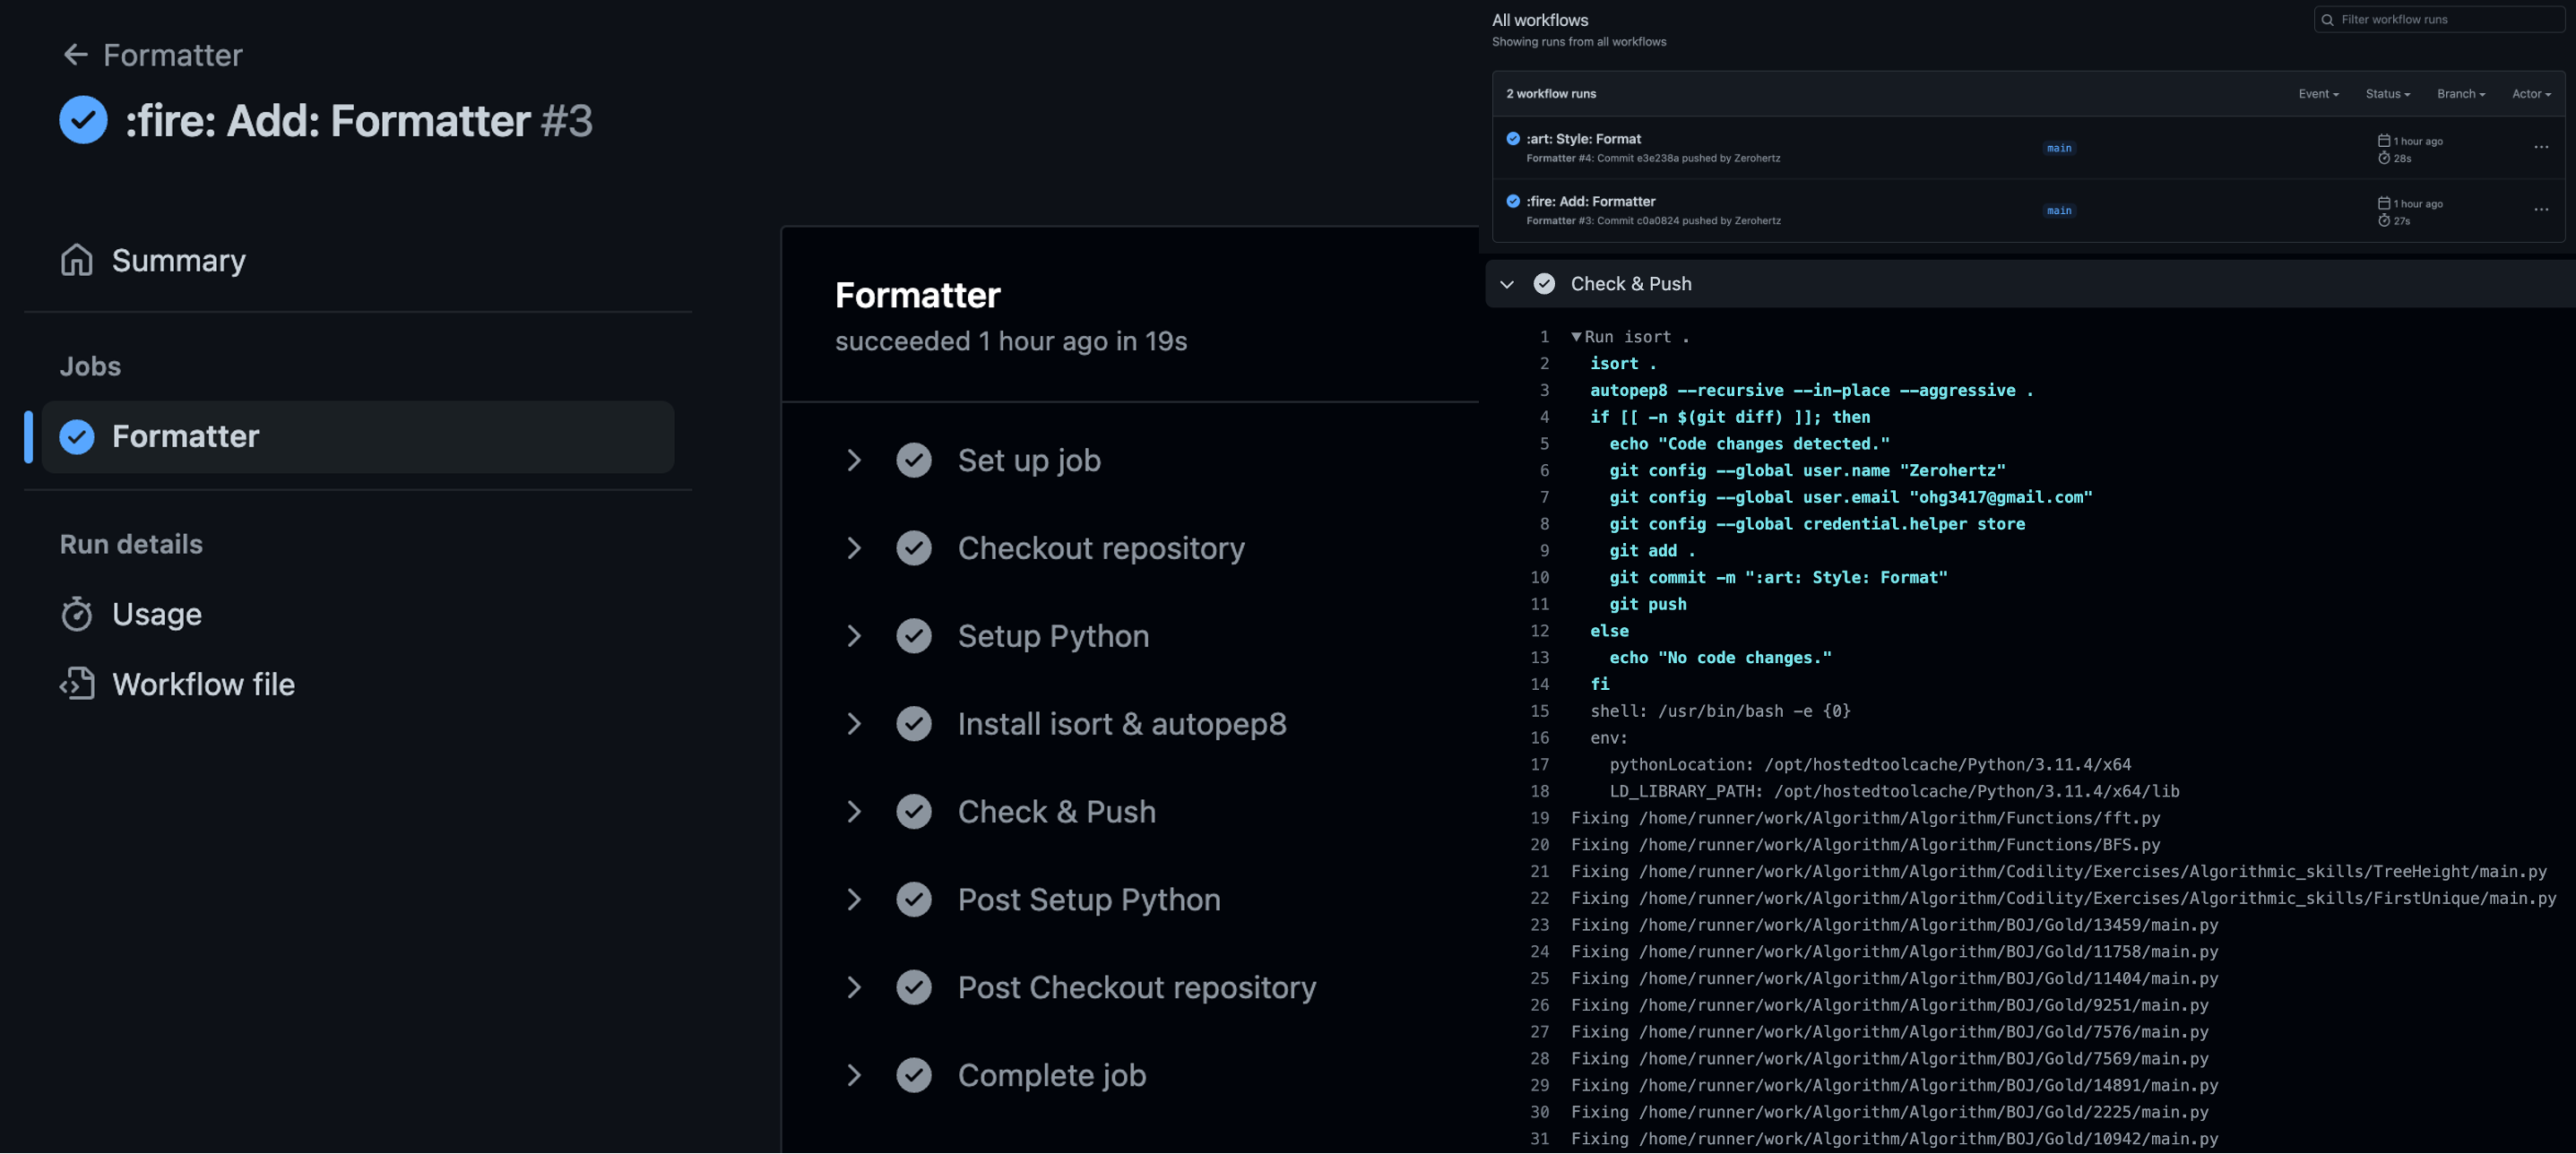 Formatter
:fire: Add: Formatter #3
Summary
Jobs
Formatter
Run details
Usage
Workflow file
Formatter
succeeded 1 hour ago in 19s
Set up job
Checkout repository
Setup Python
Install isort & autopep8
Check & Push
Post Setup Python
Post Checkout repository
Complete job
All workflows
Showing runs from all workflows
Filter workflow runs
2 workflow runs
Event Status Branch Actor
:art: Style: Format
Formatter #4: Commit e3e238a pushed by Zerohertz
main
1 hour ago
28s
:fire: Add: Formatter
Formatter #3: Commit c0a0824 pushed by Zerohertz
main
1 hour ago
27s
Check & Push
1 Run isort .
2 isort .
3 autopep8 --recursive --in-place --aggressive .
4 if [[ -n $(git diff) ]]; then
5 echo "Code changes detected."
6 git config --global user.name "Zerohertz"
7 git config --global user.email "ohg3417@gmail.com"
8 git config --global credential.helper store
9 git add .
10 git commit -m ":art: Style: Format"
11 git push
12 else
13 echo "No code changes."
14 fi
15 shell: /usr/bin/bash -e {0}
16 env:
17 pythonLocation: /opt/hostedtoolcache/Python/3.11.4/x64
18 LD_LIBRARY_PATH: /opt/hostedtoolcache/Python/3.11.4/x64/lib
19 Fixing /home/runner/work/Algorithm/Algorithm/Functions/fft.py
20 Fixing /home/runner/work/Algorithm/Algorithm/Functions/BFS.py
21 Fixing /home/runner/work/Algorithm/Algorithm/Codility/Exercises/Algorithmic_skills/TreeHeight/main.py
22 Fixing /home/runner/work/Algorithm/Algorithm/Codility/Exercises/Algorithmic_skills/FirstUnique/main.py
23 Fixing /home/runner/work/Algorithm/Algorithm/BOJ/Gold/13459/main.py
24 Fixing /home/runner/work/Algorithm/Algorithm/BOJ/Gold/11758/main.py
25 Fixing /home/runner/work/Algorithm/Algorithm/BOJ/Gold/11404/main.py
26 Fixing /home/runner/work/Algorithm/Algorithm/BOJ/Gold/9251/main.py
27 Fixing /home/runner/work/Algorithm/Algorithm/BOJ/Gold/7576/main.py
28 Fixing /home/runner/work/Algorithm/Algorithm/BOJ/Gold/7569/main.py
29 Fixing /home/runner/work/Algorithm/Algorithm/BOJ/Gold/14891/main.py
30 Fixing /home/runner/work/Algorithm/Algorithm/BOJ/Gold/2225/main.py
31 Fixing /home/runner/work/Algorithm/Algorithm/BOJ/Gold/10942/main.py